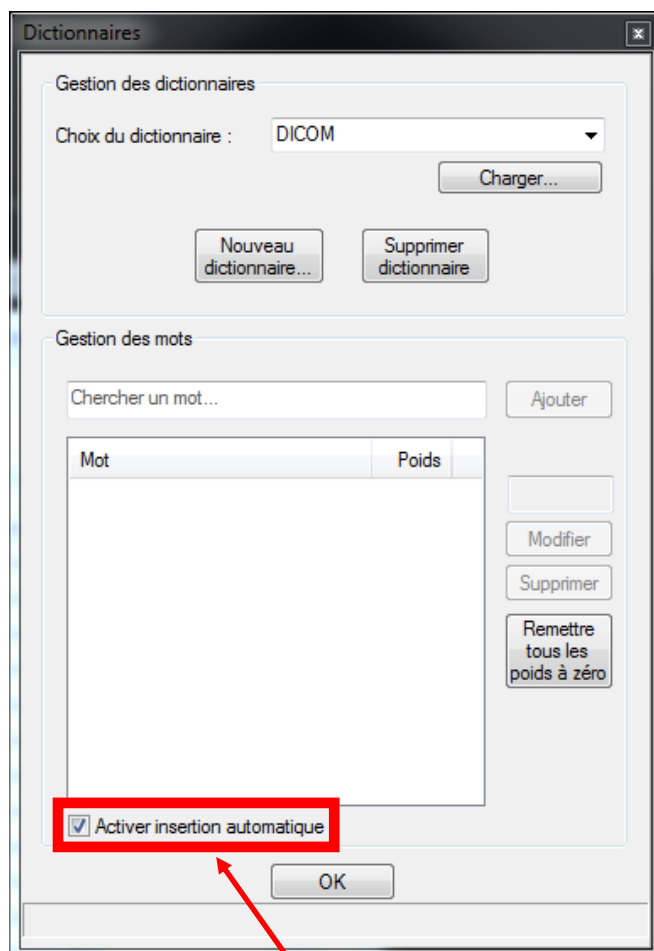 Dictionnaires
Gestion des dictionnaires
Choix du dictionnaire :
DICOM
Charger...
Nouveau
dictionnaire...
Supprimer
dictionnaire
Gestion des mots
Chercher un mot...
Ajouter
Mot
Poids
Modifier
Supprimer
Remettre
tous les
poids à zéro
Activer insertion automatique
OK